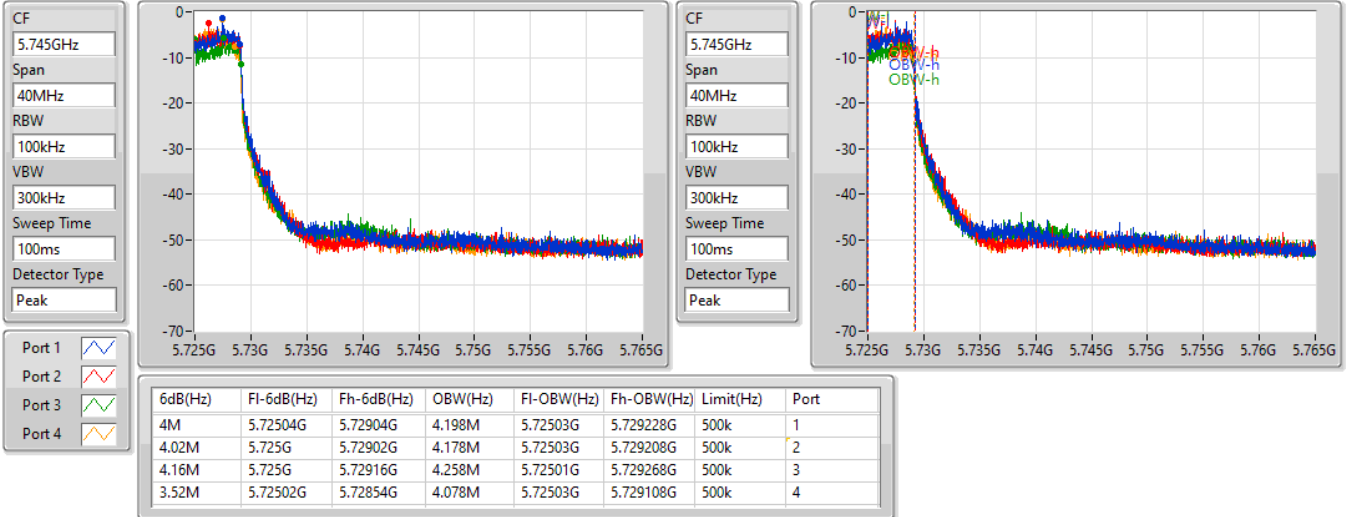 CF
5.745GHz
Span
40MHz
RBW
100kHz
VBW
300kHz
Sweep Time
100ms
Detector Type
Peak
0
-10
-20
-30
-40
-50
-60
-70
5.725G 5.73G 5.735G 5.74G 5.745G 5.75G 5.755G 5.76G 5.765G
CF
5.745GHz
Span
40MHz
RBW
100kHz
VBW
300kHz
Sweep Time
100ms
Detector Type
Peak
0
-10
-20
-30
-40
-50
-60
-70
OBW-h
OBW-h
OBW-h
5.725G 5.73G 5.735G 5.74G 5.745G 5.75G 5.755G 5.76G 5.765G
Port 1
Port 2
Port 3
Port 4
6dB(Hz) Fl-6dB(Hz) Fh-6dB(Hz) OBW(Hz) Fl-OBW(Hz) Fh-OBW(Hz) Limit(Hz) Port
4M 5.72504G 5.72904G 4.198M 5.72503G 5.729228G 500k 1
4.02M 5.725G 5.72902G 4.178M 5.72503G 5.729208G 500k 2
4.16M 5.725G 5.72916G 4.258M 5.72501G 5.729268G 500k 3
3.52M 5.72502G 5.72854G 4.078M 5.72503G 5.729108G 500k 4